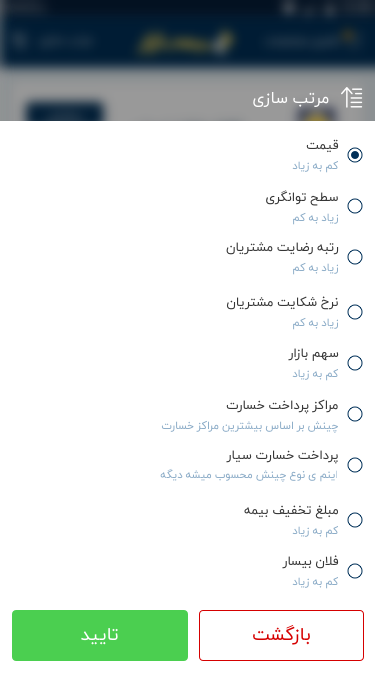 مرتب سازی
قیمت
کم به زیاد
سطح توانگری
زیاد به کم
رتبه رضایت مشتریان
زیاد به کم
نرخ شکایت مشتریان
زیاد به کم
سهم بازار
کم به زیاد
مراکز پرداخت خسارت
چینش بر اساس بیشترین مراکز خسارت
پرداخت خسارت سیار
اینم ی نوع چینش محسوب میشه دیگه
مبلغ تخفیف بیمه
کم به زیاد
فلان بیسار
کم به زیاد
بازگشت
تایید